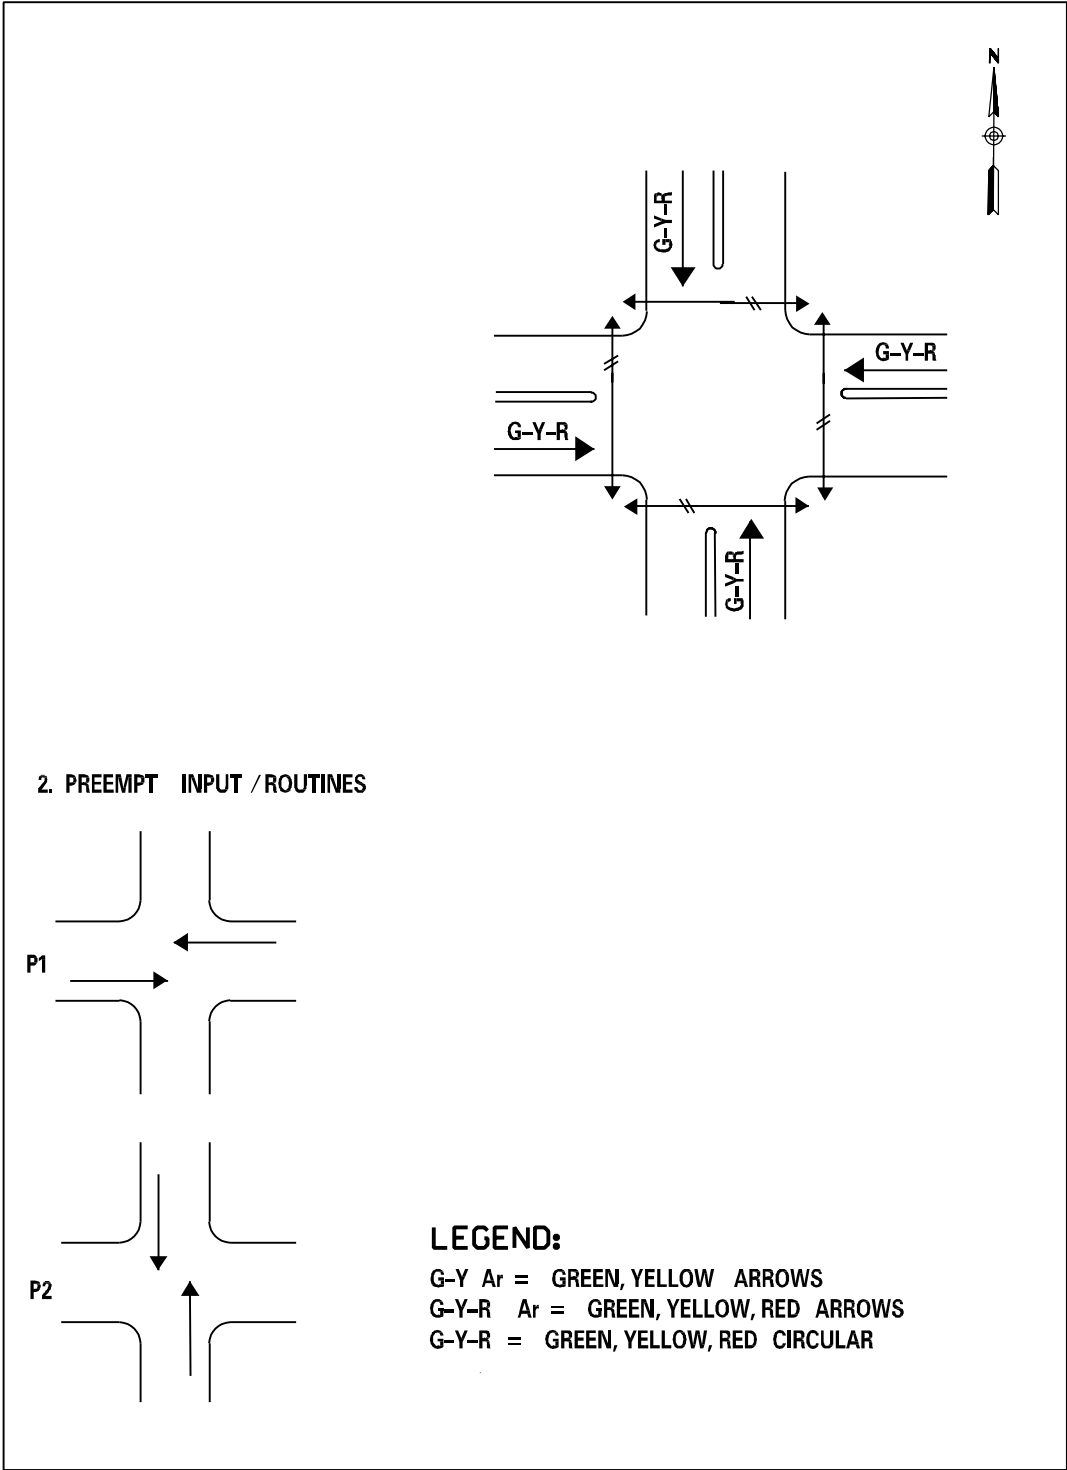 N
G–Y–R
G–Y–R
G–Y–R
G–Y–R
2. PREEMPT INPUT / ROUTINES
P1
P2
LEGEND:
G–Y Ar = GREEN, YELLOW ARROWS
G–Y–R Ar = GREEN, YELLOW, RED ARROWS
G–Y–R = GREEN, YELLOW, RED CIRCULAR